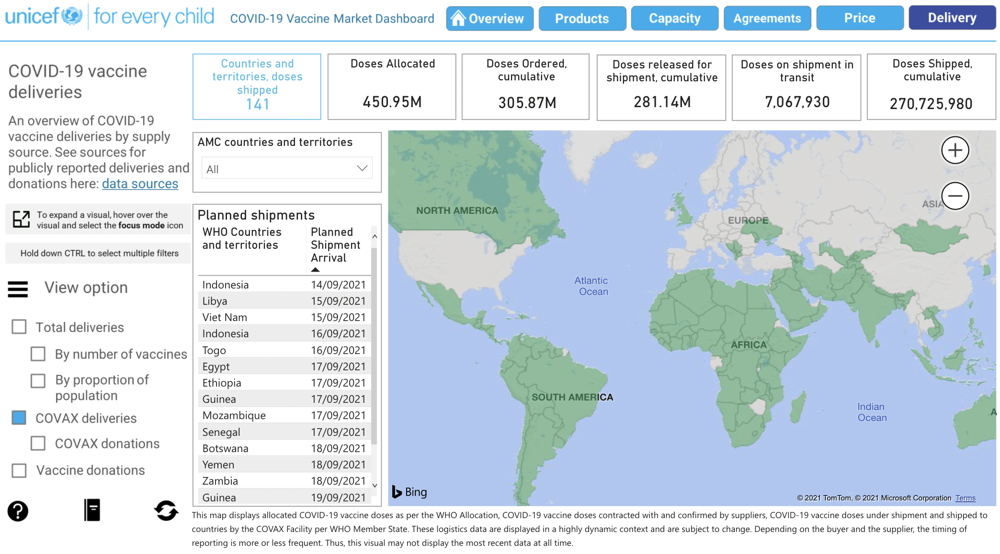 unicef for every child
COVID-19 Vaccine Market Dashboard
Overview
Products
Capacity
Agreements
Price
Delivery
COVID-19 vaccine
deliveries
An overview of COVID-19
vaccine deliveries by supply
source. See sources for
publicly reported deliveries and
donations here: data sources
To expand a visual, hover over the
visual and select the focus mode icon
Hold down CTRL to select multiple filters
View option
Total deliveries
By number of vaccines
By proportion of
population
COVAX deliveries
COVAX donations
Vaccine donations
?
Countries and
territories, doses
shipped
141
Doses Allocated
450.95M
Doses Ordered,
cumulative
305.87M
Doses released for
shipment, cumulative
281.14M
Doses on shipment in
transit
7,067,930
Doses Shipped,
cumulative
270,725,980
AMC countries and territories
All
Planned shipments
WHO Countries
and territories
Planned
Shipment
Arrival
Indonesia 14/09/2021
Libya 15/09/2021
Viet Nam 15/09/2021
Indonesia 16/09/2021
Togo 16/09/2021
Egypt 17/09/2021
Ethiopia 17/09/2021
Guinea 17/09/2021
Mozambique 17/09/2021
Senegal 17/09/2021
Botswana 18/09/2021
Yemen 18/09/2021
Zambia 18/09/2021
Guinea 19/09/2021
NORTH AMERICA
EUROPE
ASIA
Atlantic
Ocean
AFRICA
SOUTH AMERICA
Indian
Ocean
A
Bing
© 2021 TomTom, © 2021 Microsoft Corporation Terms
This map displays allocated COVID-19 vaccine doses as per the WHO Allocation, COVID-19 vaccine doses contracted with and confirmed by suppliers, COVID-19 vaccine doses under shipment and shipped to
countries by the COVAX Facility per WHO Member State. These logistics data are displayed in a highly dynamic context and are subject to change. Depending on the buyer and the supplier, the timing of
reporting is more or less frequent. Thus, this visual may not display the most recent data at all time.